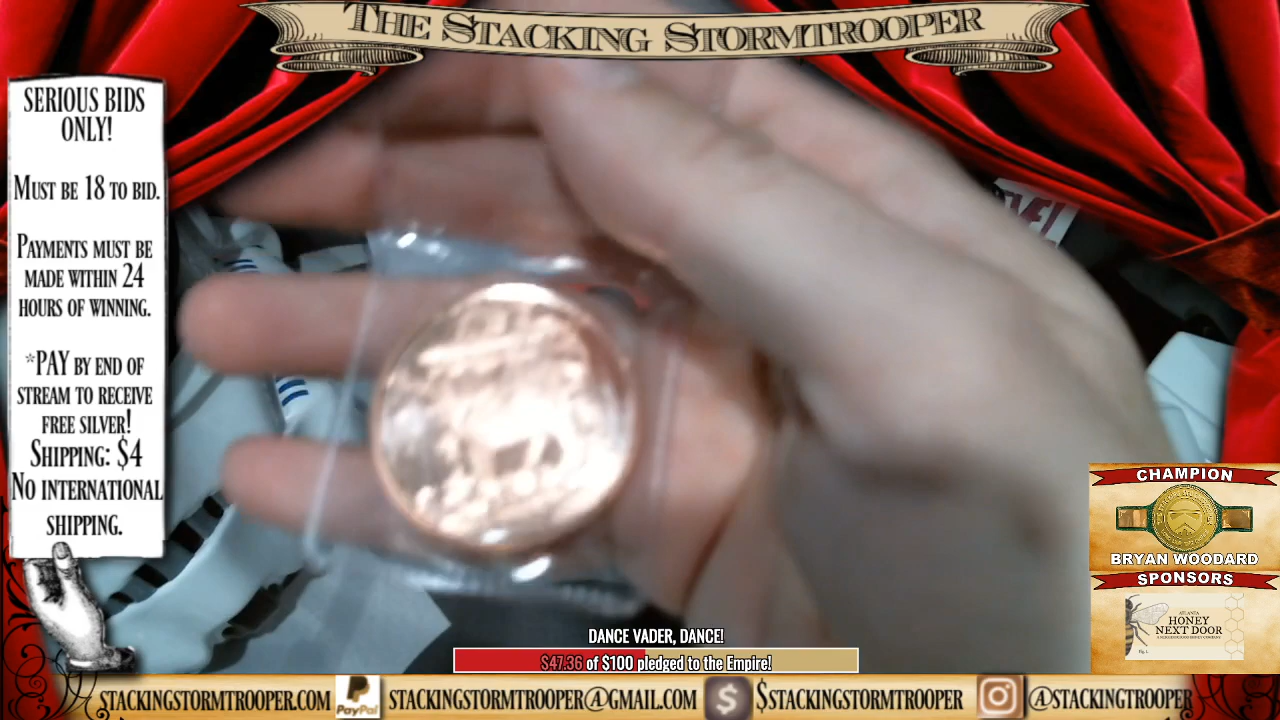 THE STACKING STORMTROOPER
SERIOUS BIDS
ONLY!
MUST BE 18 TO BID.
PAYMENTS MUST BE
MADE WITHIN 24
HOURS OF WINNING.
*PAY BY END OF
STREAM TO RECEIVE
FREE SILVER!
SHIPPING: $4
NO INTERNATIONAL
SHIPPING.
CHAMPION
BRYAN WOODARD
SPONSORS
ATLANTA
HONEY
NEXT DOOR
DANCE VADER, DANCE!
$47.36 of $100 pledged to the Empire!
STACKINGSTORMTROOPER.COM
PayPal
STACKINGSTORMTROOPER@GMAIL.COM
$
$STACKINGSTORMTROOPER
@STACKINGTROOPER